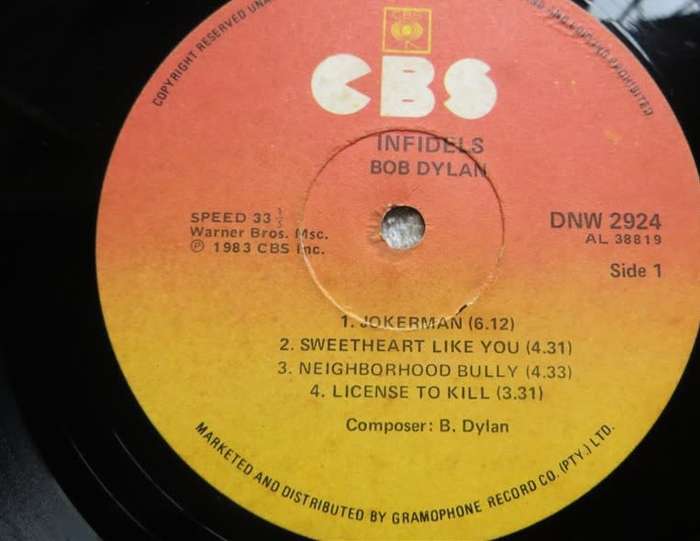 COPYRIGHT RESERVED
CBS
INFIDELS
BOB DYLAN
SPEED 33 ⅓
Warner Bros. Msc.
℗ 1983 CBS Inc.
DNW 2924
AL 38819
Side 1
1. JOKERMAN (6.12)
2. SWEETHEART LIKE YOU (4.31)
3. NEIGHBORHOOD BULLY (4.33)
4. LICENSE TO KILL (3.31)
Composer: B. Dylan
MARKETED AND DISTRIBUTED BY GRAMOPHONE RECORD CO. (PTY.) LTD.